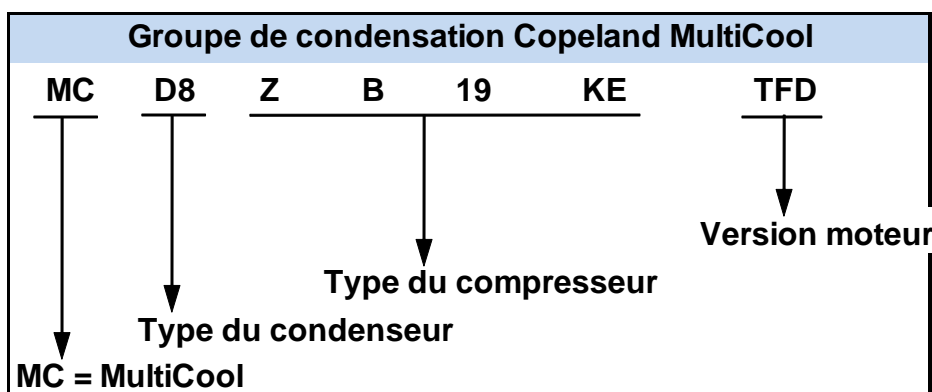 Groupe de condensation Copeland MultiCool
MC D8 Z B 19 KE TFD
Version moteur
Type du compresseur
Type du condenseur
MC = MultiCool